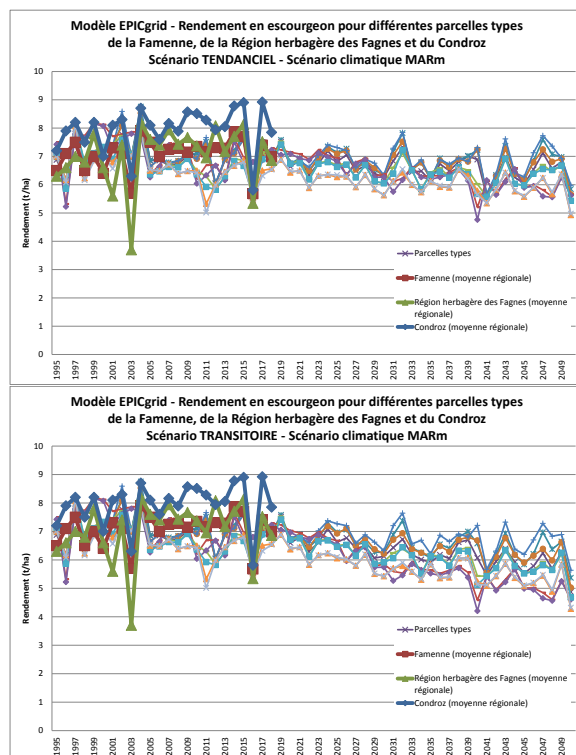 Modèle EPICgrid - Rendement en escourgeon pour différentes parcelles types
de la Famenne, de la Région herbagère des Fagnes et du Condroz
Scénario TENDANCIEL - Scénario climatique MARm
10
9
8
7
6
5
4
3
2
1
0
Rendement (t/ha)
Parcelles types
Famenne (moyenne régionale)
Région herbagère des Fagnes (moyenne
régionale)
Condroz (moyenne régionale)
1995 1997 1999 2001 2003 2005 2007 2009 2011 2013 2015 2017 2019 2021 2023 2025 2027 2029 2031 2033 2035 2037 2039 2041 2043 2045 2047 2049
Modèle EPICgrid - Rendement en escourgeon pour différentes parcelles types
de la Famenne, de la Région herbagère des Fagnes et du Condroz
Scénario TRANSITOIRE - Scénario climatique MARm
10
9
8
7
6
5
4
3
2
1
0
Rendement (t/ha)
Parcelles types
Famenne (moyenne régionale)
Région herbagère des Fagnes (moyenne
régionale)
Condroz (moyenne régionale)
1995 1997 1999 2001 2003 2005 2007 2009 2011 2013 2015 2017 2019 2021 2023 2025 2027 2029 2031 2033 2035 2037 2039 2041 2043 2045 2047 2049